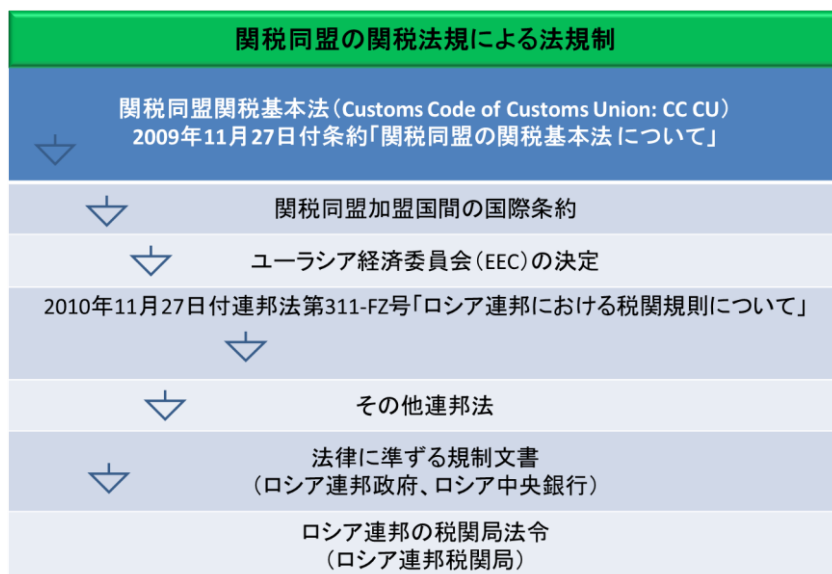 関税同盟の関税法規による法規制
関税同盟関税基本法(Customs Code of Customs Union: CC CU)
2009年11月27日付条約「関税同盟の関税基本法 について」
関税同盟加盟国間の国際条約
ユーラシア経済委員会(EEC)の決定
2010年11月27日付連邦法第311-FZ号「ロシア連邦における税関規則について」
その他連邦法
法律に準ずる規制文書
(ロシア連邦政府、ロシア中央銀行)
ロシア連邦の税関局法令
(ロシア連邦税関局)